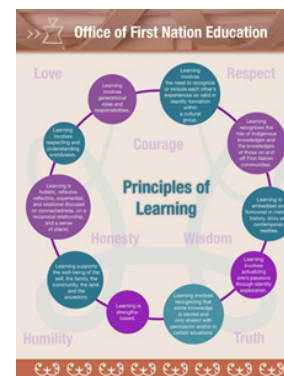 Office of First Nation Education
Love
Respect
Learning
involves
generational
roles and
responsibilities.
Learning
involves
the need to recognize
or include each other's
experiences as valid in
identity formation
within
a cultural
group.
Learning
involves
respecting and
understanding
worldviews.
Courage
Learning
recognizes the
role of Indigenous
knowledges and
the knowledges
of those on and
off First Nation
communities.
Principles of
Learning
Learning is
holistic, reflexive,
reflective, experiential,
and relational (focused
on connectedness, on a
reciprocal relationship
and a sense
of place).
Learning is
embedded and
honoured in memory,
history, story and
contemporary
realities.
Honesty
Wisdom
Learning
involves
actualizing
one's passions
through identity
exploration.
Learning supports
the well-being of the
self, the family, the
community, the land,
and the
ancestors.
Learning is
strengths-
based.
Learning involves
recognizing that
some knowledge
is sacred and
only shared with
permission and/or in
certain situations.
Humility
Truth